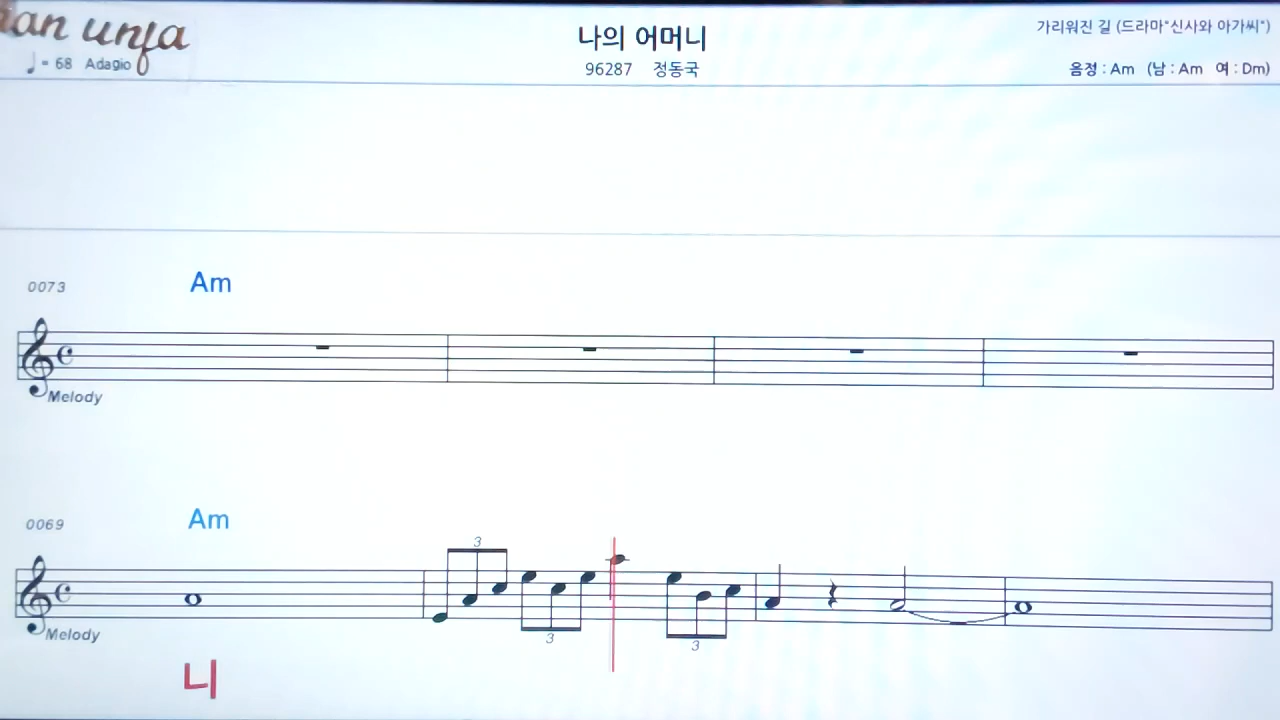 나의 어머니
가리워진 길 (드라마"신사와 아가씨")
♩= 68 Adagio
96287 정동국
음정 : Am (남 : Am 여 : Dm)
0073 Am
Melody
0069 Am
3
3
3
Melody
니